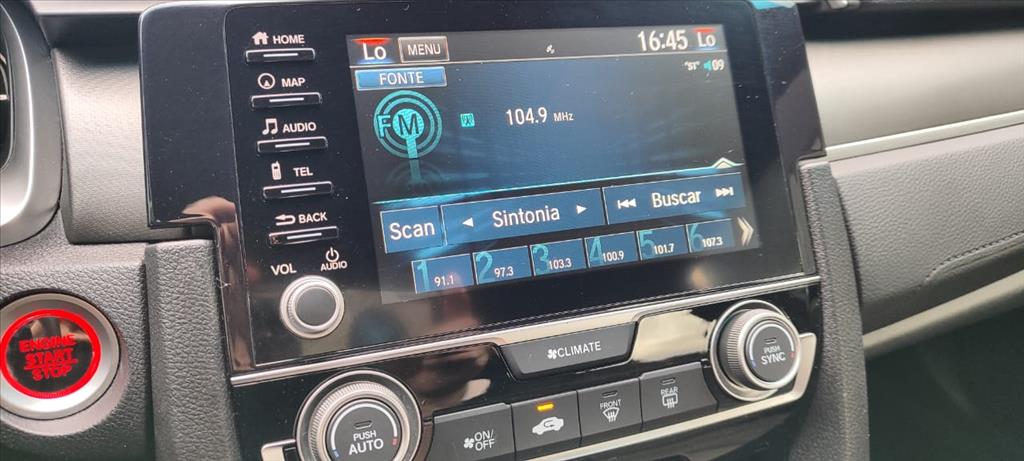 HOME
MAP
AUDIO
TEL
BACK
VOL
AUDIO
Lo
MENU
16:45
Lo
FONTE
"ST"
09
FM
104.9 MHz
Scan
Sintonia
Buscar
1 91.1
2 97.3
3 103.3
4 100.9
5 101.7
6 107.3
ENGINE
START
STOP
CLIMATE
PUSH
AUTO
ON/
OFF
FRONT
REAR
PUSH
SYNC